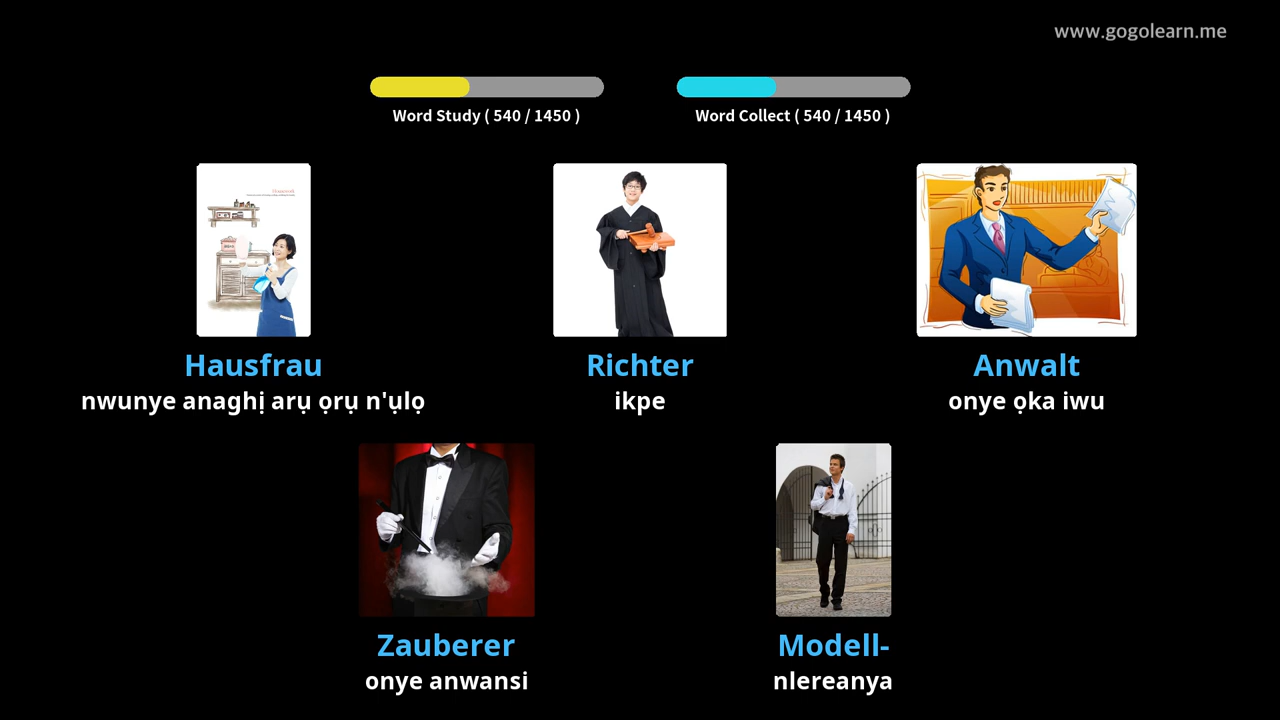 www.gogolearn.me
Word Study ( 540 / 1450 )
Word Collect ( 540 / 1450 )
Hausfrau
nwunye anaghị arụ ọrụ n'ụlọ
Richter
ikpe
Anwalt
onye ọka iwu
Zauberer
onye anwansi
Modell-
nlereanya